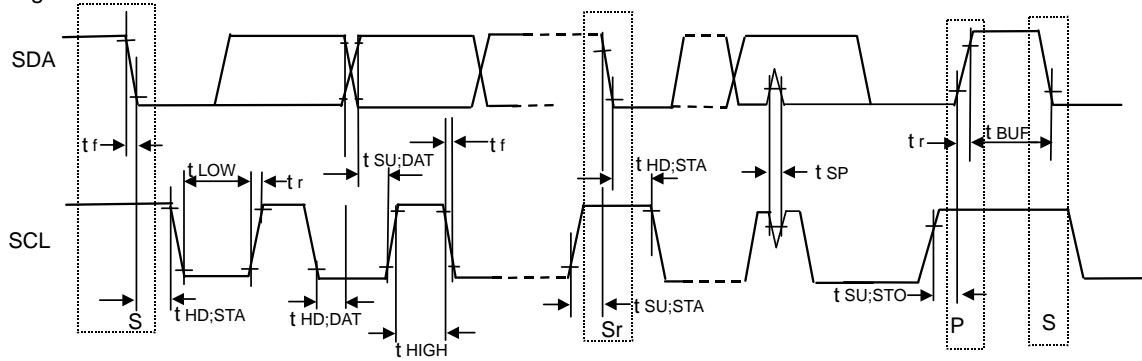 SDA
t f
t LOW
t r
t SU;DAT
t f
t HD;STA
t SP
t r
t BUF
SCL
S
t HD;STA
t HD;DAT
t HIGH
Sr
t SU;STA
t SU;STO
P
S